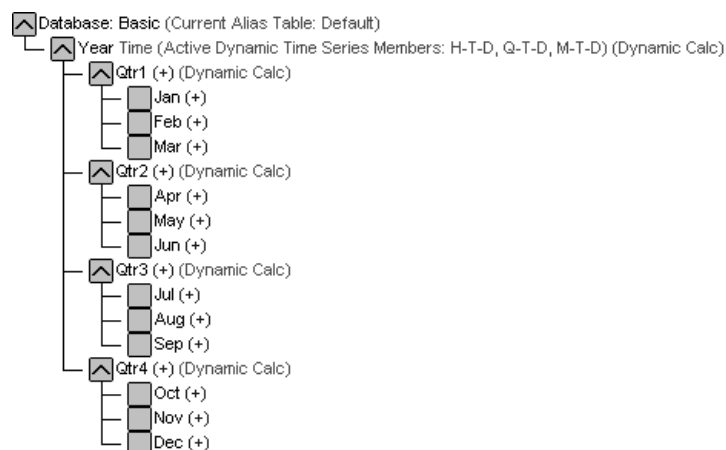 Database: Basic (Current Alias Table: Default)
Year Time (Active Dynamic Time Series Members: H-T-D, Q-T-D, M-T-D) (Dynamic Calc)
Qtr1 (+) (Dynamic Calc)
Jan (+)
Feb (+)
Mar (+)
Qtr2 (+) (Dynamic Calc)
Apr (+)
May (+)
Jun (+)
Qtr3 (+) (Dynamic Calc)
Jul (+)
Aug (+)
Sep (+)
Qtr4 (+) (Dynamic Calc)
Oct (+)
Nov (+)
Dec (+)